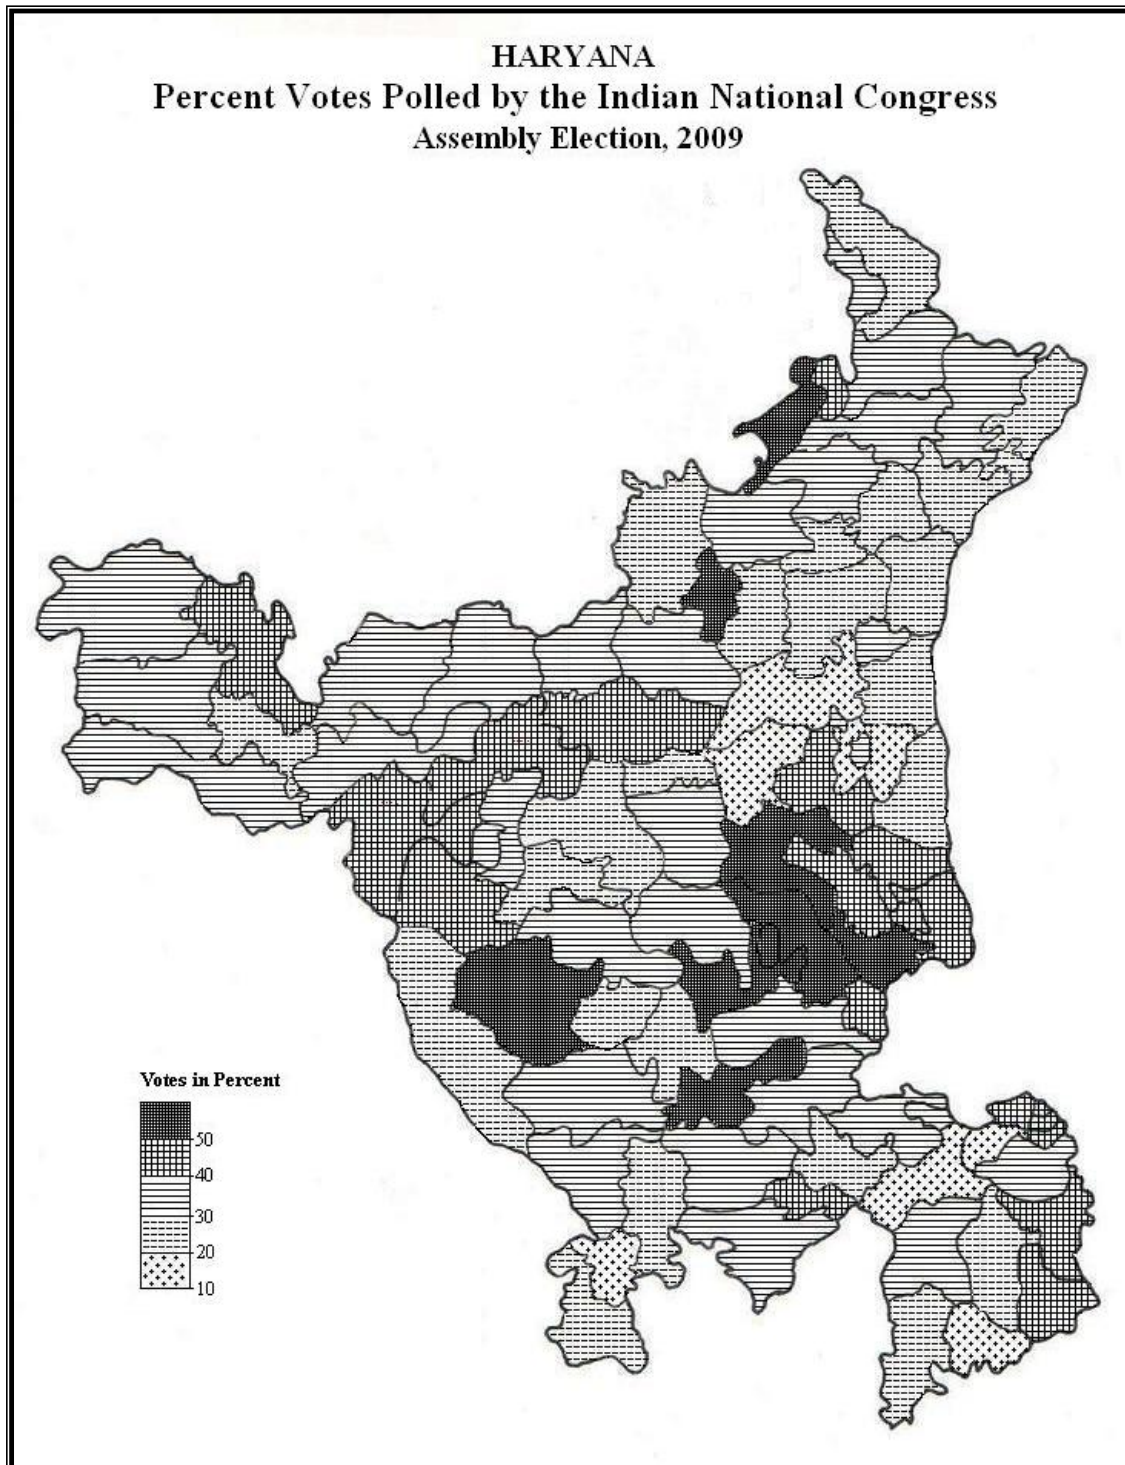 HARYANA
Percent Votes Polled by the Indian National Congress
Assembly Election, 2009
Votes in Percent
50
40
30
20
10